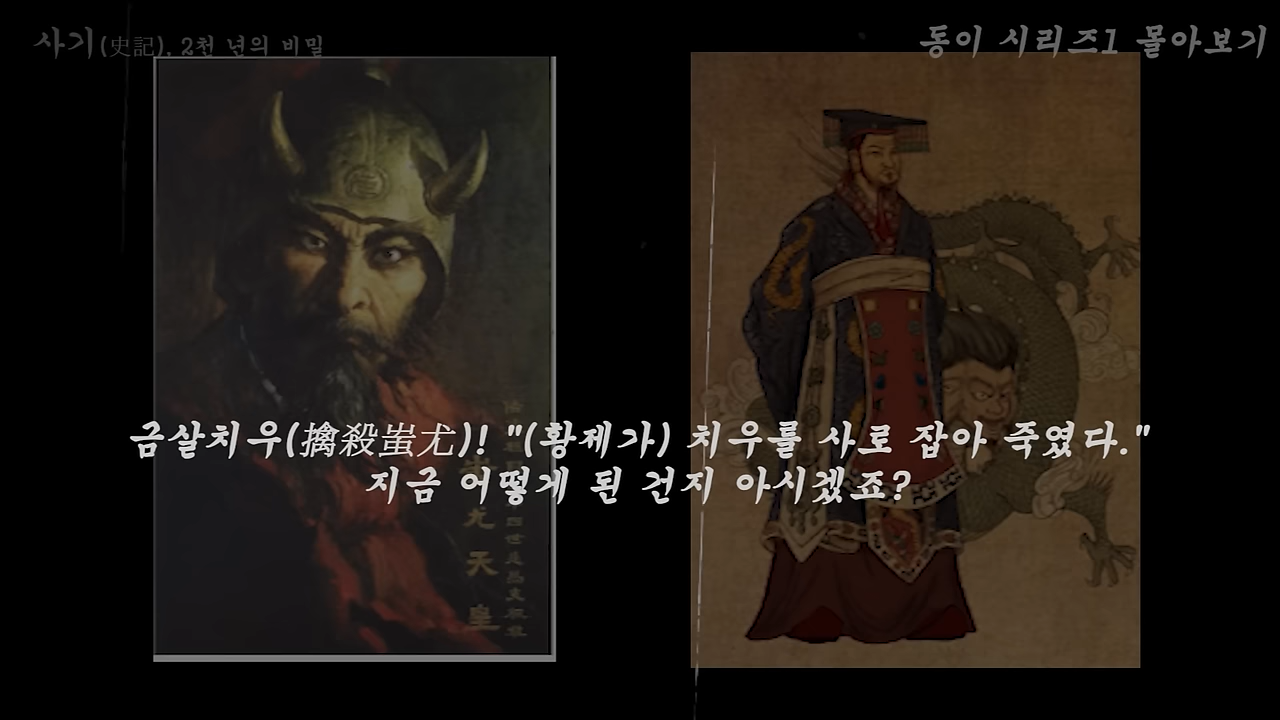 사기(史記), 2천 년의 비밀
동이 시리즈1 몰아보기
금살치우(擒殺蚩尤)! "(황제가) 치우를 사로 잡아 죽였다."
지금 어떻게 된 건지 아시겠죠?
尤天皇